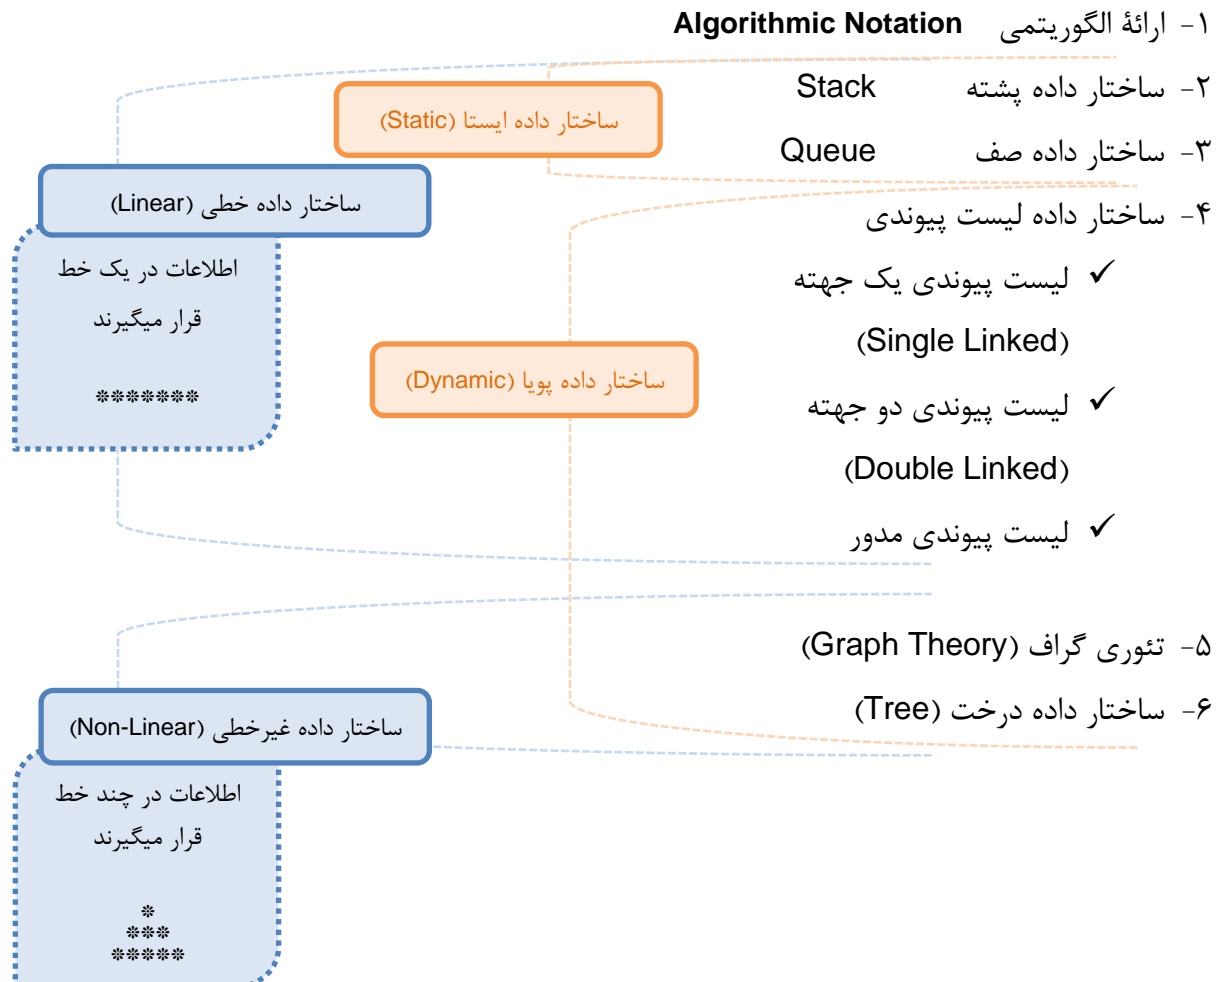 ۱- ارائهٔ الگوریتمی Algorithmic Notation
۲- ساختار داده پشته Stack
۳- ساختار داده صف Queue
۴- ساختار داده لیست پیوندی
✓ لیست پیوندی یک جهته
(Single Linked)
✓ لیست پیوندی دو جهته
(Double Linked)
✓ لیست پیوندی مدور
۵- تئوری گراف (Graph Theory)
۶- ساختار داده درخت (Tree)
ساختار داده ایستا (Static)
ساختار داده پویا (Dynamic)
ساختار داده خطی (Linear)
اطلاعات در یک خط
قرار میگیرند
*******
ساختار داده غیرخطی (Non-Linear)
اطلاعات در چند خط
قرار میگیرند
*
***
*****